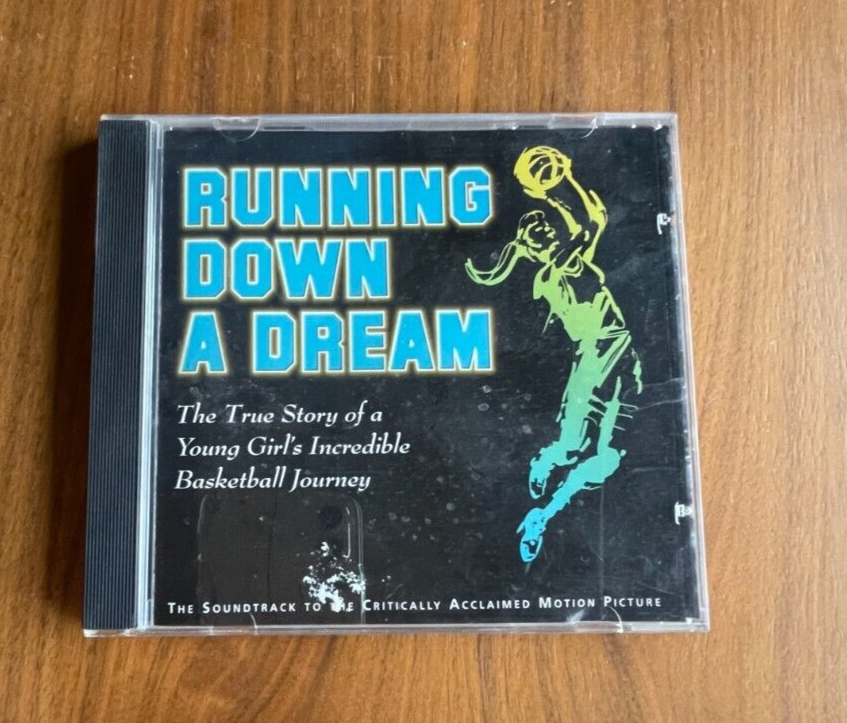 RUNNING
DOWN
A DREAM
The True Story of a
Young Girl's Incredible
Basketball Journey
The Soundtrack to the Critically Acclaimed Motion Picture